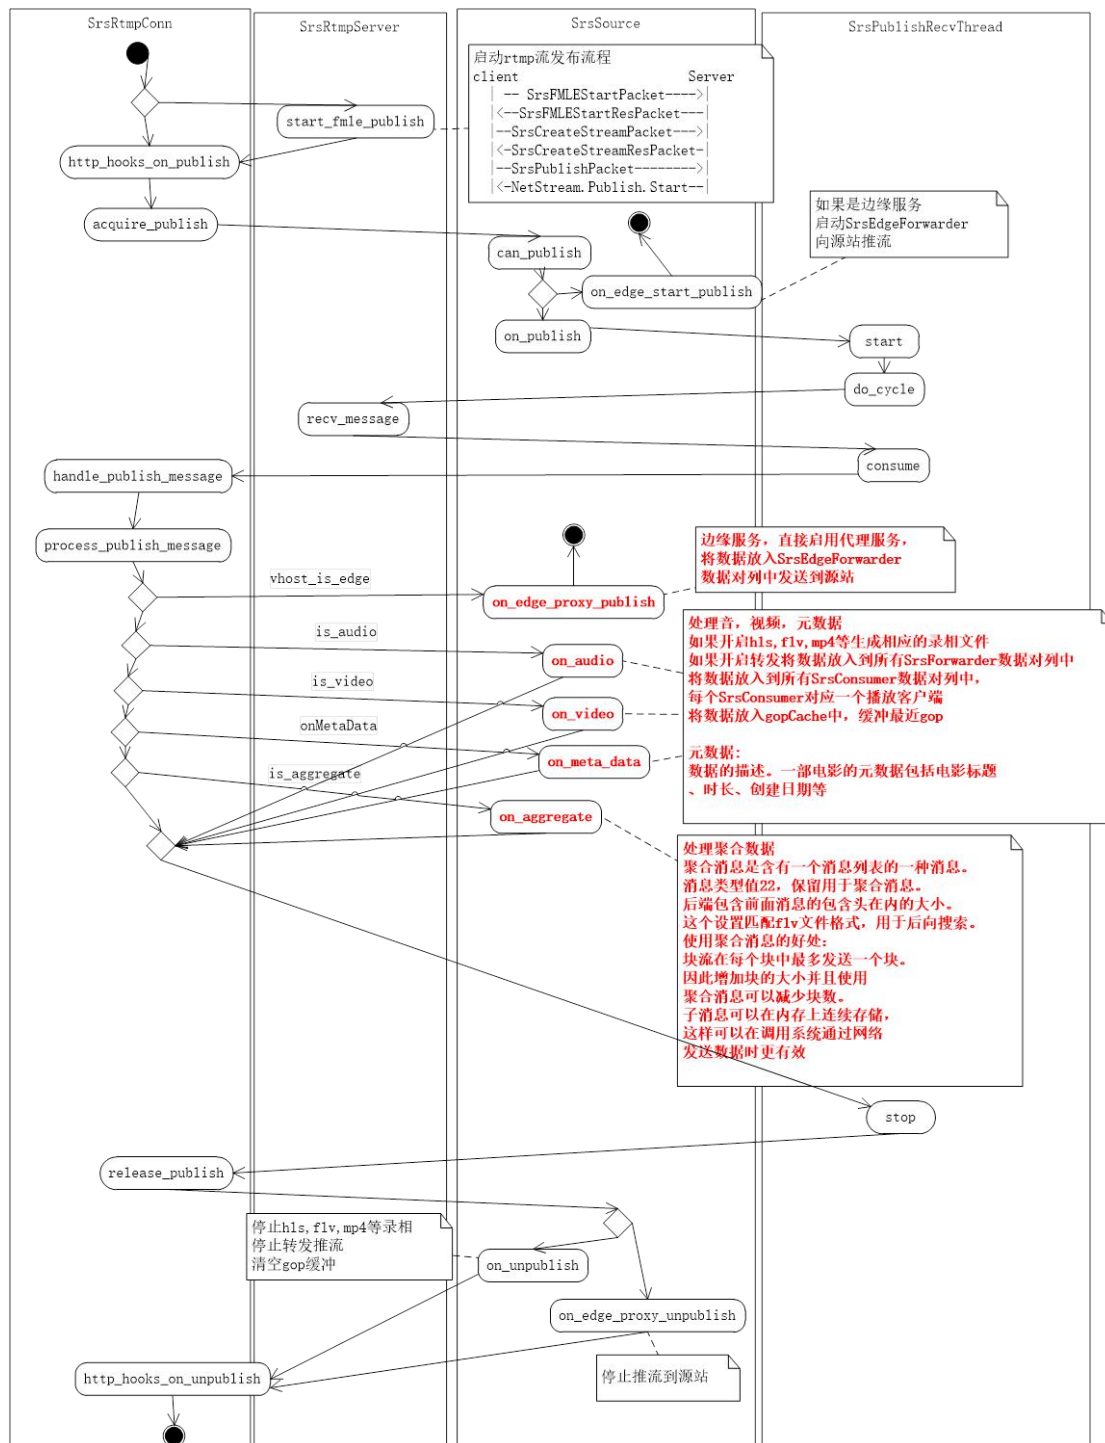 SrsRtmpConn
SrsRtmpServer
SrsSource
SrsPublishRecvThread
启动rtmp流发布流程
client Server
| -- SrsFMLEStartPacket---->|
|<--SrsFMLEStartResPacket---|
|--SrsCreateStreamPacket--->|
|<-SrsCreateStreamResPacket-|
|--SrsPublishPacket-------->|
|<-NetStream.Publish.Start--|
start_fmle_publish
http_hooks_on_publish
acquire_publish
can_publish
如果是边缘服务
启动SrsEdgeForwarder
向源站推流
on_edge_start_publish
on_publish
start
do_cycle
recv_message
consume
handle_publish_message
process_publish_message
边缘服务，直接启用代理服务，
将数据放入SrsEdgeForwarder
数据对列中发送到源站
vhost_is_edge
on_edge_proxy_publish
处理音，视频，元数据
如果开启hls,flv,mp4等生成相应的录相文件
如果开启转发将数据放入到所有SrsForwarder数据对列中
将数据放入到所有SrsConsumer数据对列中，
每个SrsConsumer对应一个播放客户端
将数据放入gopCache中，缓冲最近gop
元数据：
数据的描述。一部电影的元数据包括电影标题
、时长、创建日期等
is_audio
on_audio
is_video
on_video
onMetaData
on_meta_data
is_aggregate
on_aggregate
处理聚合数据
聚合消息是含有一个消息列表的一种消息。
消息类型值22，保留用于聚合消息。
后端包含前面消息的包含头在内的大小。
这个设置匹配flv文件格式，用于后向搜索。
使用聚合消息的好处：
块流在每个块中最多发送一个块。
因此增加块的大小并且使用
聚合消息可以减少块数。
子消息可以在内存上连续存储，
这样可以在调用系统通过网络
发送数据时更有效
stop
release_publish
停止hls,flv,mp4等录相
停止转发推流
清空gop缓冲
on_unpublish
on_edge_proxy_unpublish
停止推流到源站
http_hooks_on_unpublish